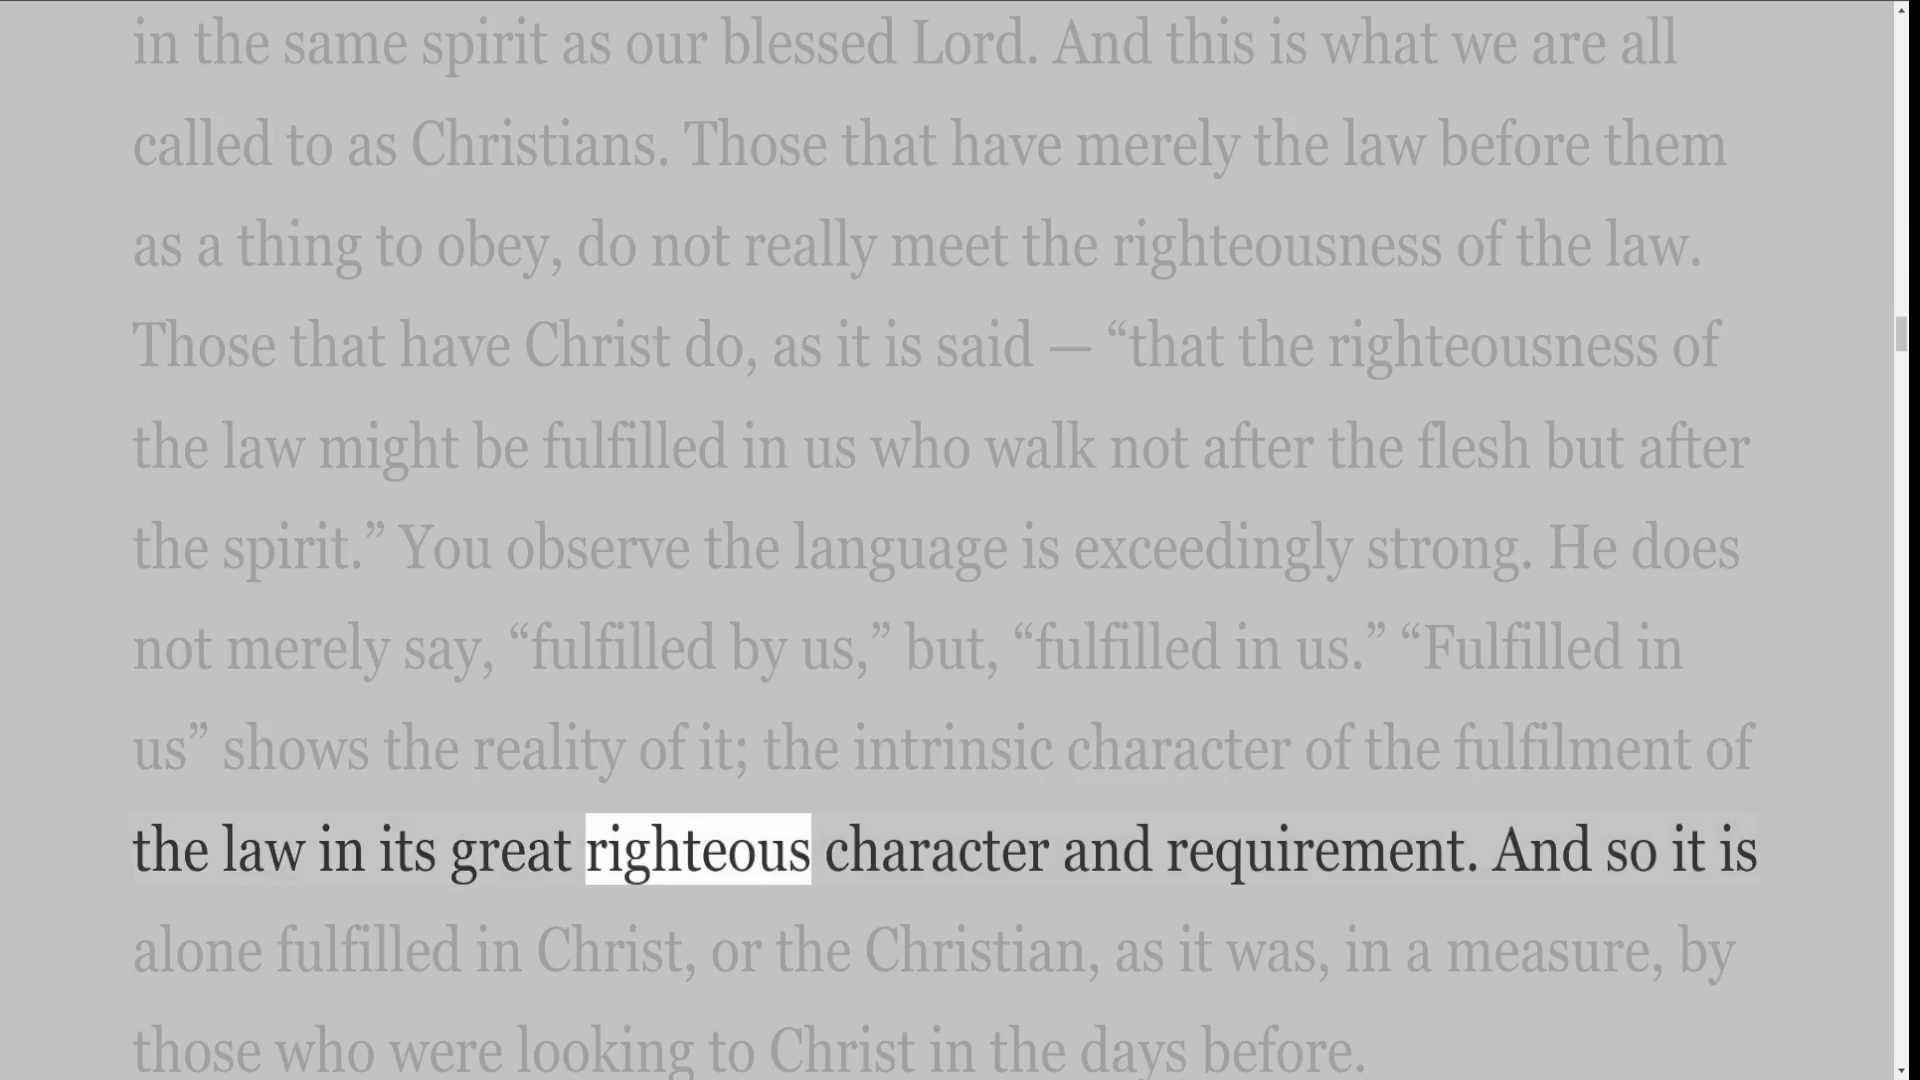 in the same spirit as our blessed Lord. And this is what we are all
called to as Christians. Those that have merely the law before them
as a thing to obey, do not really meet the righteousness of the law.
Those that have Christ do, as it is said — “that the righteousness of
the law might be fulfilled in us who walk not after the flesh but after
the spirit.” You observe the language is exceedingly strong. He does
not merely say, “fulfilled by us,” but, “fulfilled in us.” “Fulfilled in
us” shows the reality of it; the intrinsic character of the fulfilment of
the law in its great righteous character and requirement. And so it is
alone fulfilled in Christ, or the Christian, as it was, in a measure, by
those who were looking to Christ in the days before.